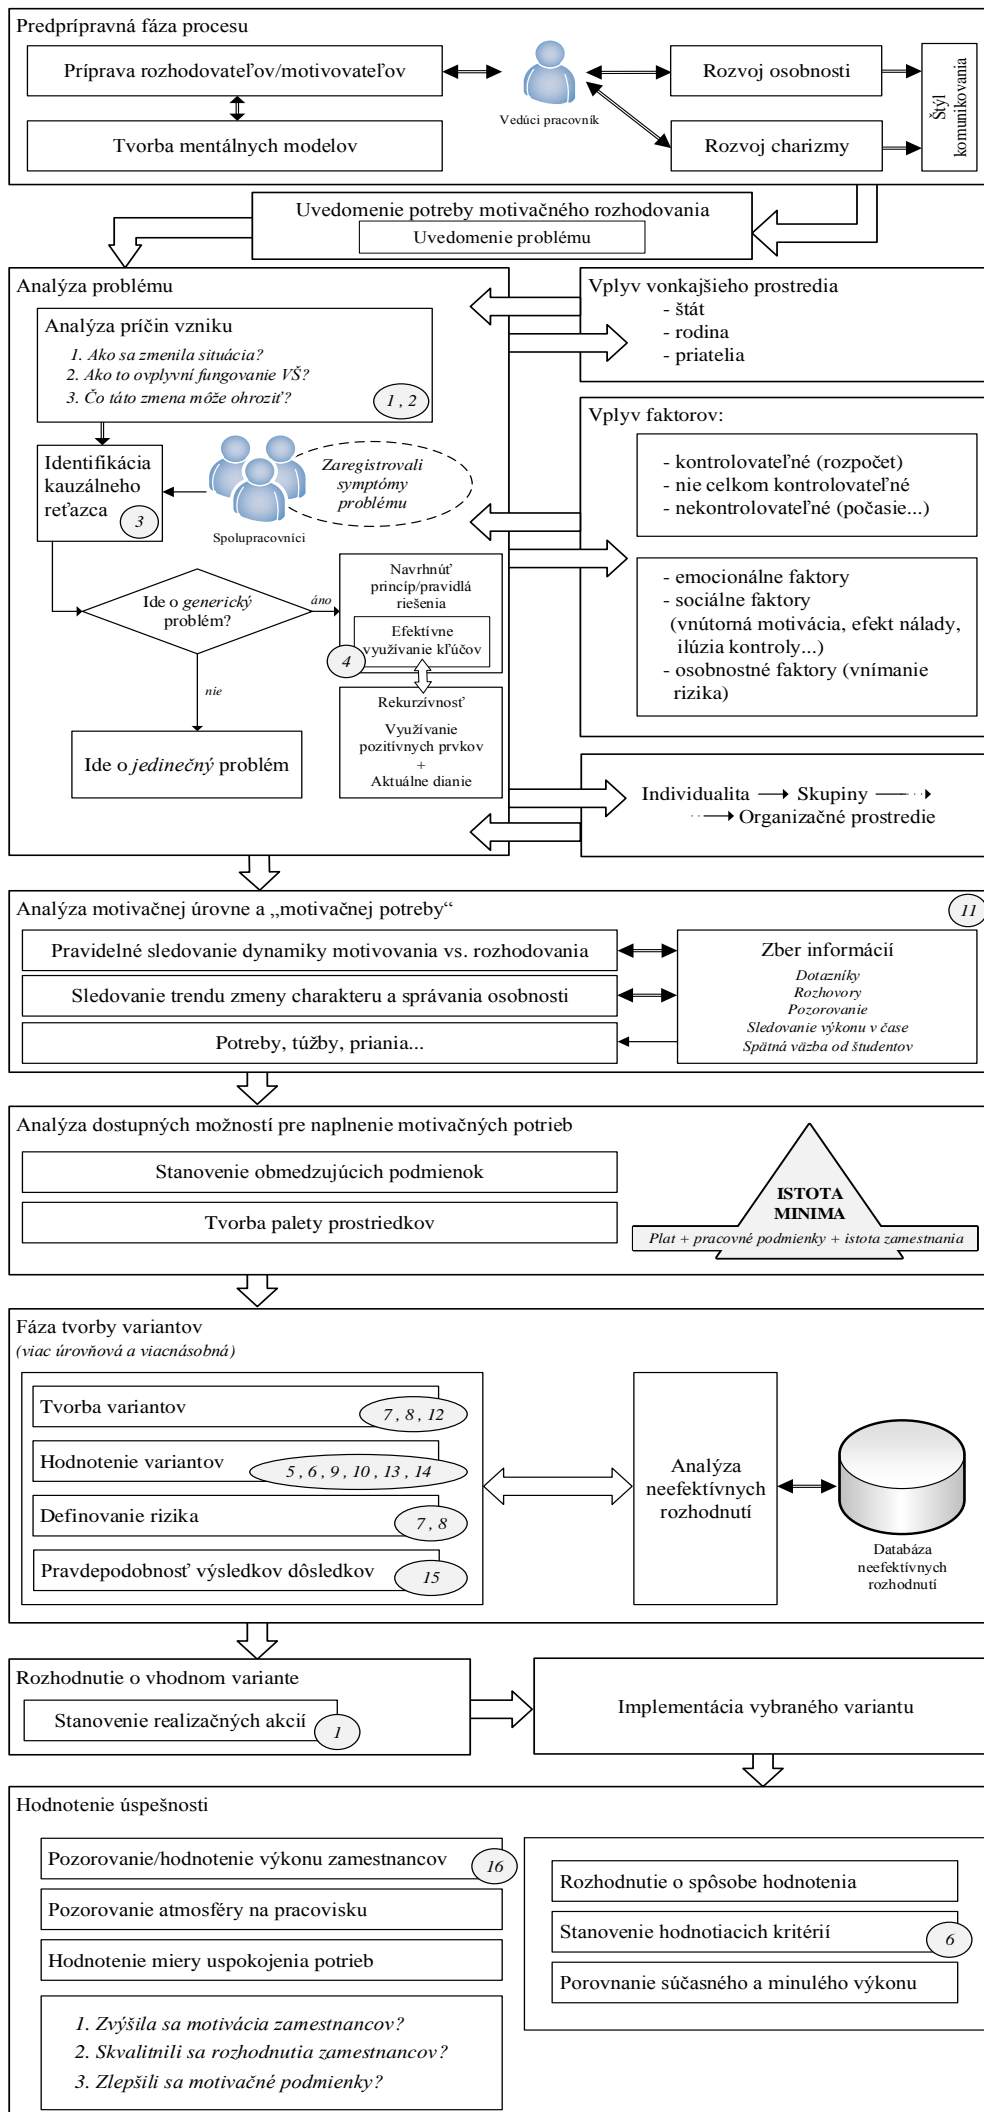 Predprípravná fáza procesu
Príprava rozhodovateľov/motivovateľov
Tvorba mentálnych modelov
Vedúci pracovník
Rozvoj osobnosti
Rozvoj charizmy
Štýl
komunikovania
Uvedomenie potreby motivačného rozhodovania
Uvedomenie problému
Analýza problému
Analýza príčin vzniku
1. Ako sa zmenila situácia?
2. Ako to ovplyvní fungovanie VŠ?
3. Čo táto zmena môže ohroziť?
1 , 2
Identifikácia
kauzálneho
reťazca
3
Zaregistrovali
symptómy
problému
Spolupracovníci
Ide o generický
problém?
áno
nie
Navrhnúť
princíp/pravidlá
riešenia
Efektívne
využívanie kľúčov
4
Rekurzívnosť
Využívanie
pozitívnych prvkov
+
Aktuálne dianie
Ide o jedinečný problém
Vplyv vonkajšieho prostredia
- štát
- rodina
- priatelia
Vplyv faktorov:
- kontrolovateľné (rozpočet)
- nie celkom kontrolovateľné
- nekontrolovateľné (počasie...)
- emocionálne faktory
- sociálne faktory
(vnútorná motivácia, efekt nálady,
ilúzia kontroly...)
- osobnostné faktory (vnímanie
rizika)
Individualita
Skupiny
Organizačné prostredie
Analýza motivačnej úrovne a „motivačnej potreby“
11
Pravidelné sledovanie dynamiky motivovania vs. rozhodovania
Sledovanie trendu zmeny charakteru a správania osobnosti
Potreby, túžby, priania...
Zber informácií
Dotazníky
Rozhovory
Pozorovanie
Sledovanie výkonu v čase
Spätná väzba od študentov
Analýza dostupných možností pre naplnenie motivačných potrieb
Stanovenie obmedzujúcich podmienok
Tvorba palety prostriedkov
ISTOTA
MINIMA
Plat + pracovné podmienky + istota zamestnania
Fáza tvorby variantov
(viac úrovňová a viacnásobná)
Tvorba variantov
7 , 8 , 12
Hodnotenie variantov
5 , 6 , 9 , 10 , 13 , 14
Definovanie rizika
7 , 8
Pravdepodobnosť výsledkov dôsledkov
15
Analýza
neefektívnych
rozhodnutí
Databáza
neefektívnych
rozhodnutí
Rozhodnutie o vhodnom variante
Stanovenie realizačných akcií
1
Implementácia vybraného variantu
Hodnotenie úspešnosti
Pozorovanie/hodnotenie výkonu zamestnancov
16
Pozorovanie atmosféry na pracovisku
Hodnotenie miery uspokojenia potrieb
1. Zvýšila sa motivácia zamestnancov?
2. Skvalitnili sa rozhodnutia zamestnancov?
3. Zlepšili sa motivačné podmienky?
Rozhodnutie o spôsobe hodnotenia
Stanovenie hodnotiacich kritérií
6
Porovnanie súčasného a minulého výkonu